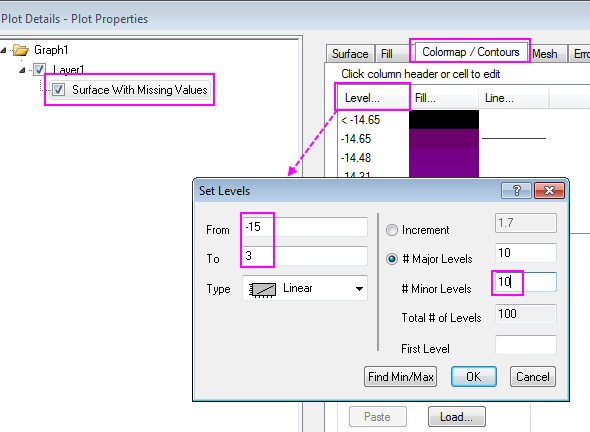 Plot Details - Plot Properties
Graph1
Layer1
Surface With Missing Values
Surface Fill Colormap / Contours Mesh
Click column header or cell to edit
Level... Fill... Line...
< -14.65
-14.65
-14.48
-14.31
Set Levels
From -15
To 3
Type Linear
Increment 1.7
# Major Levels 10
# Minor Levels 10
Total # of Levels 100
First Level
Find Min/Max OK Cancel
Paste Load...